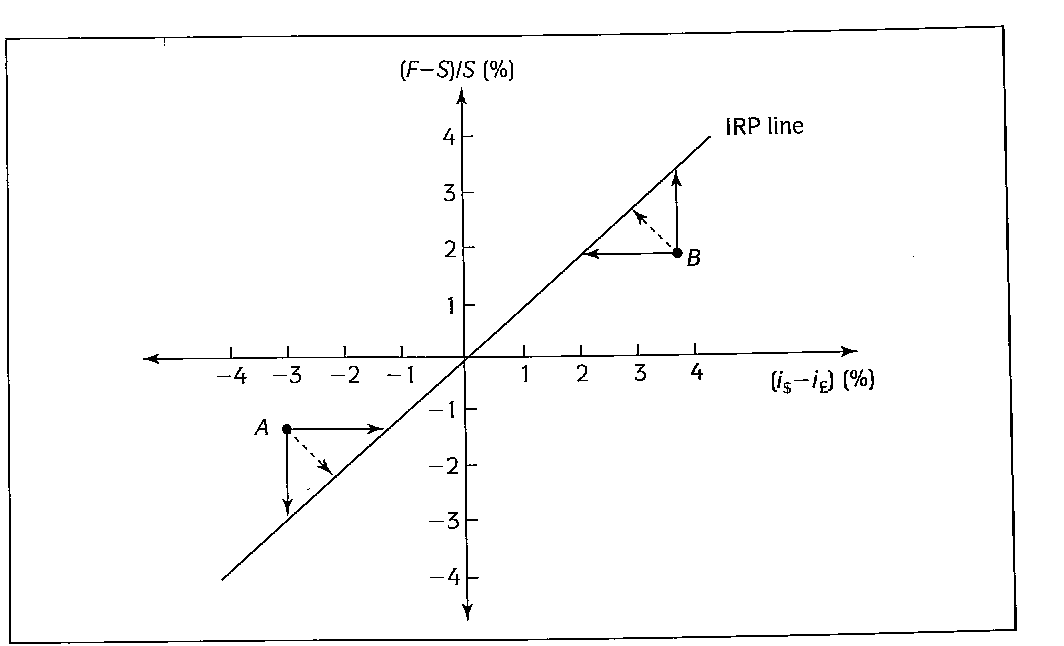 (F−S)/S (%)
IRP line
4
3
2
1
B
−4 −3 −2 −1 1 2 3 4
(i$−i£) (%)
A
−1
−2
−3
−4